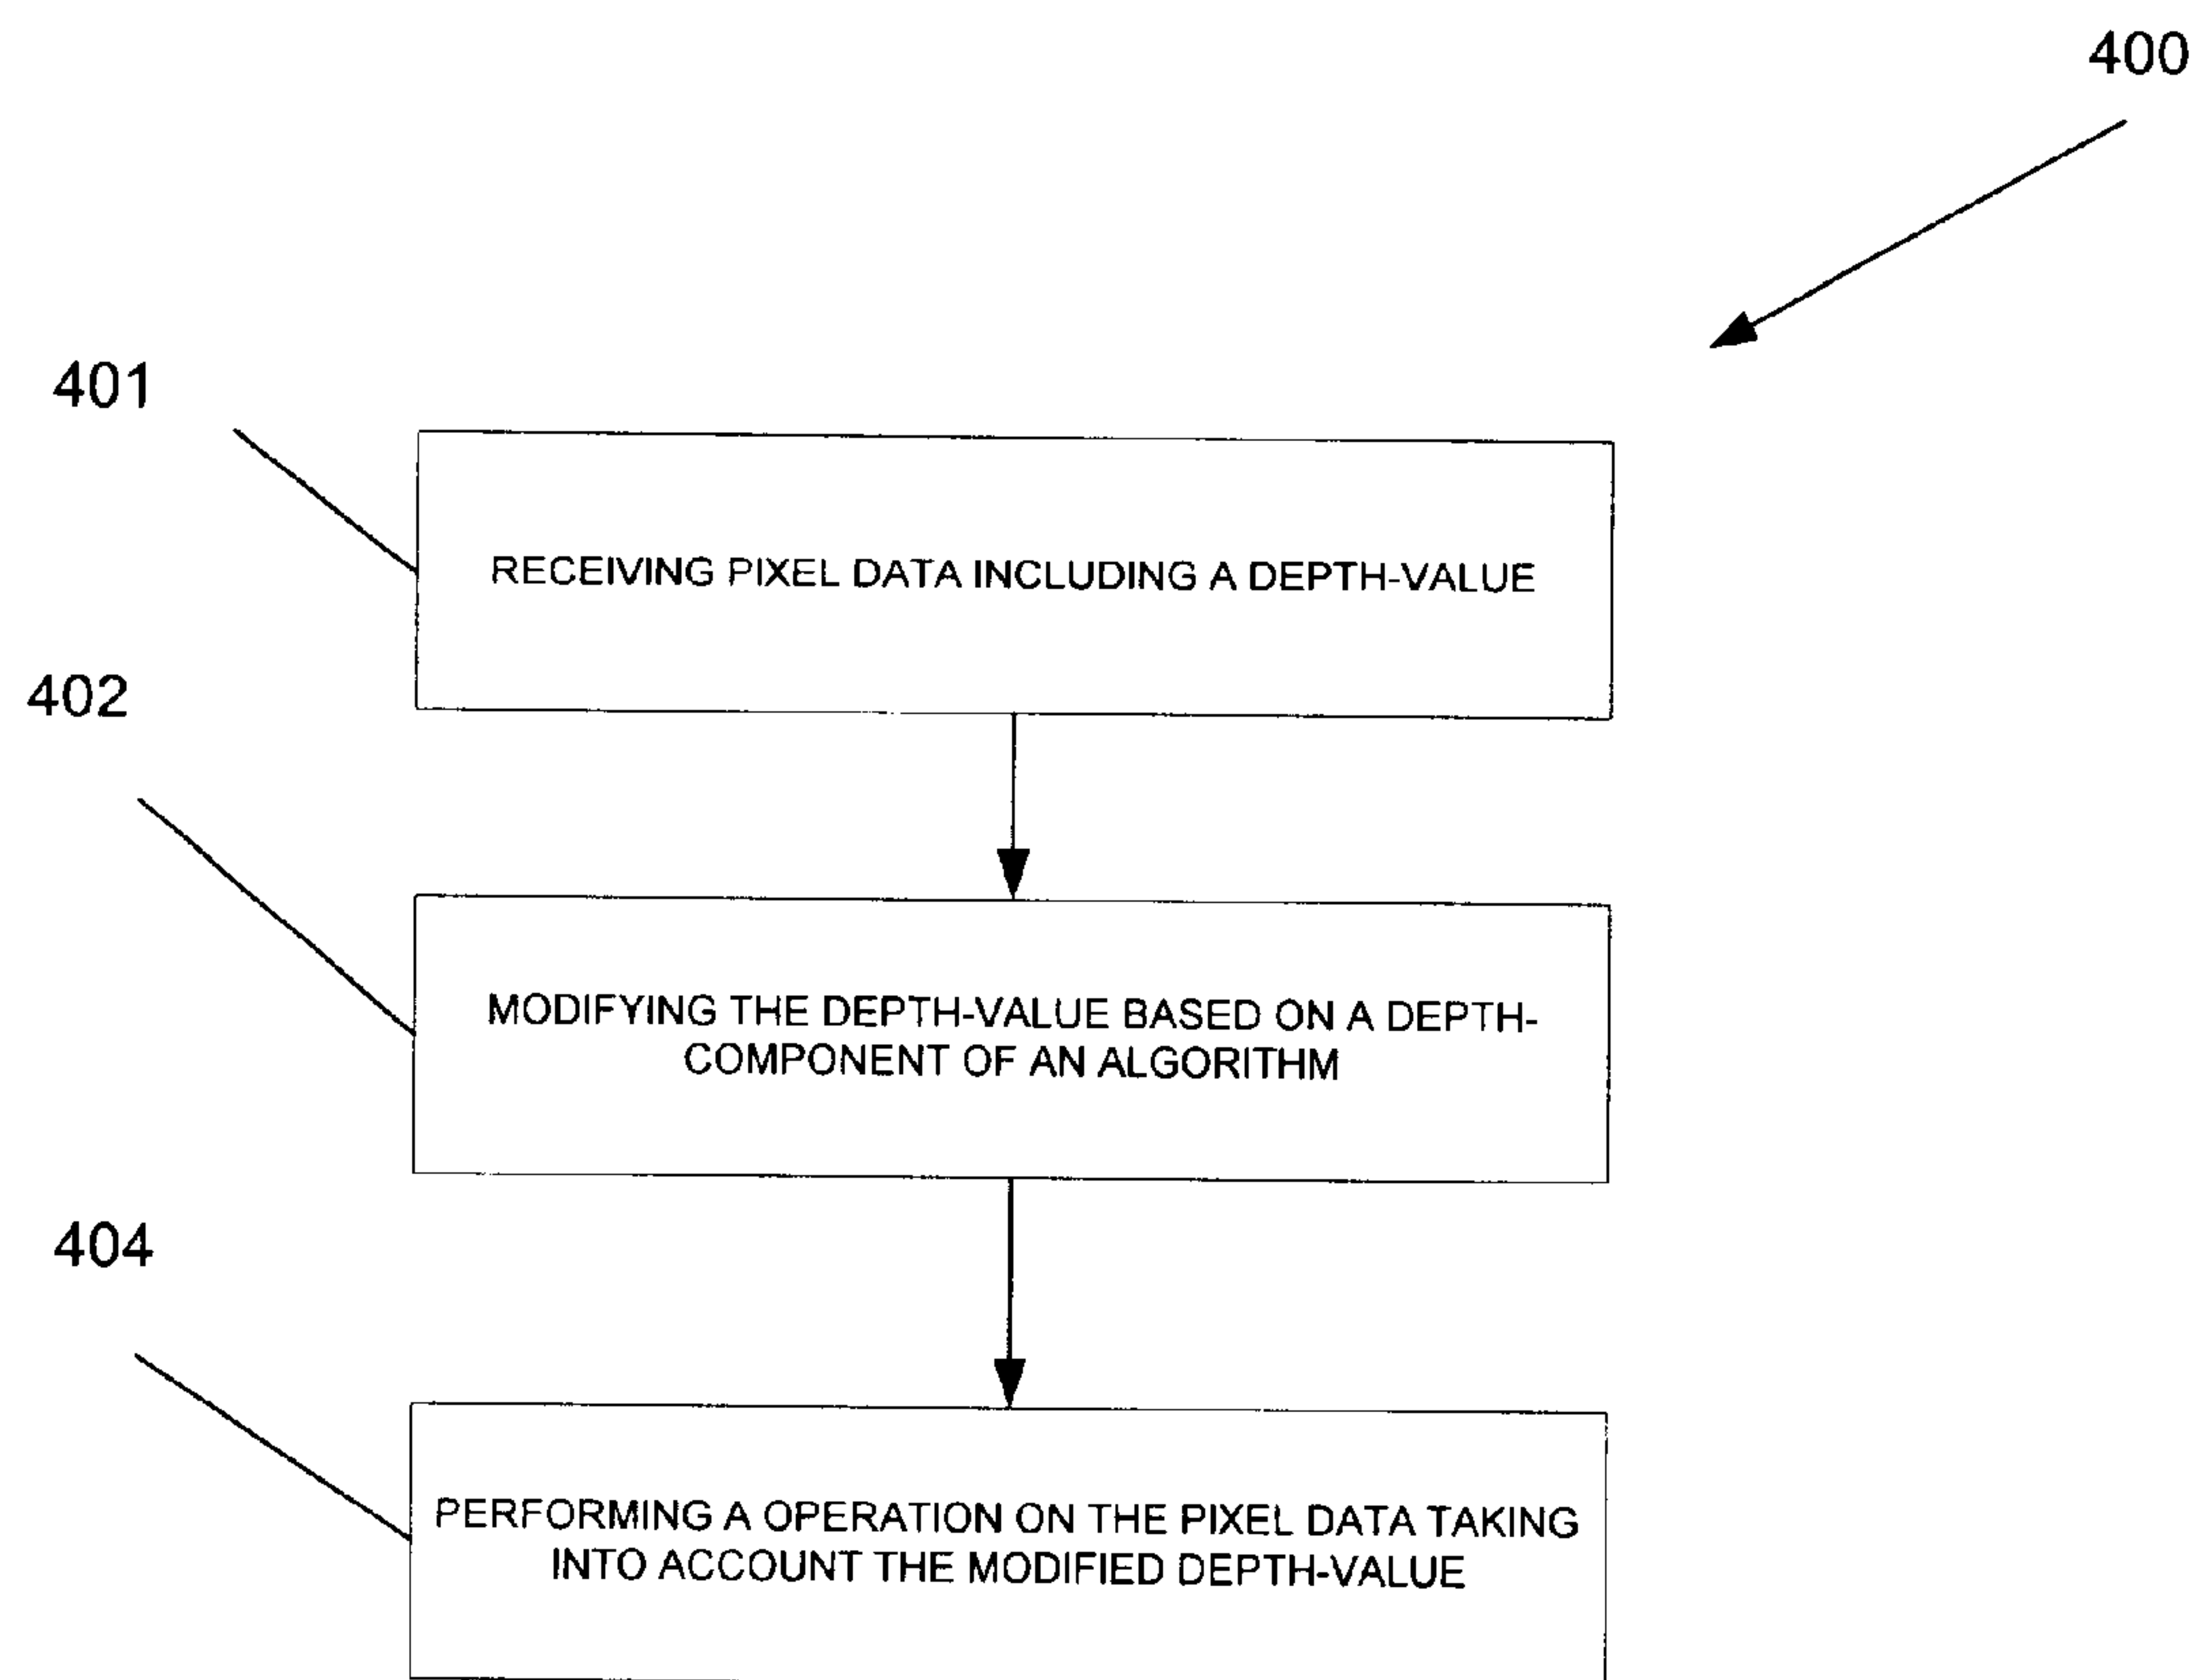 400
401
RECEIVING PIXEL DATA INCLUDING A DEPTH-VALUE
402
MODIFYING THE DEPTH-VALUE BASED ON A DEPTH-
COMPONENT OF AN ALGORITHM
404
PERFORMING A OPERATION ON THE PIXEL DATA TAKING
INTO ACCOUNT THE MODIFIED DEPTH-VALUE